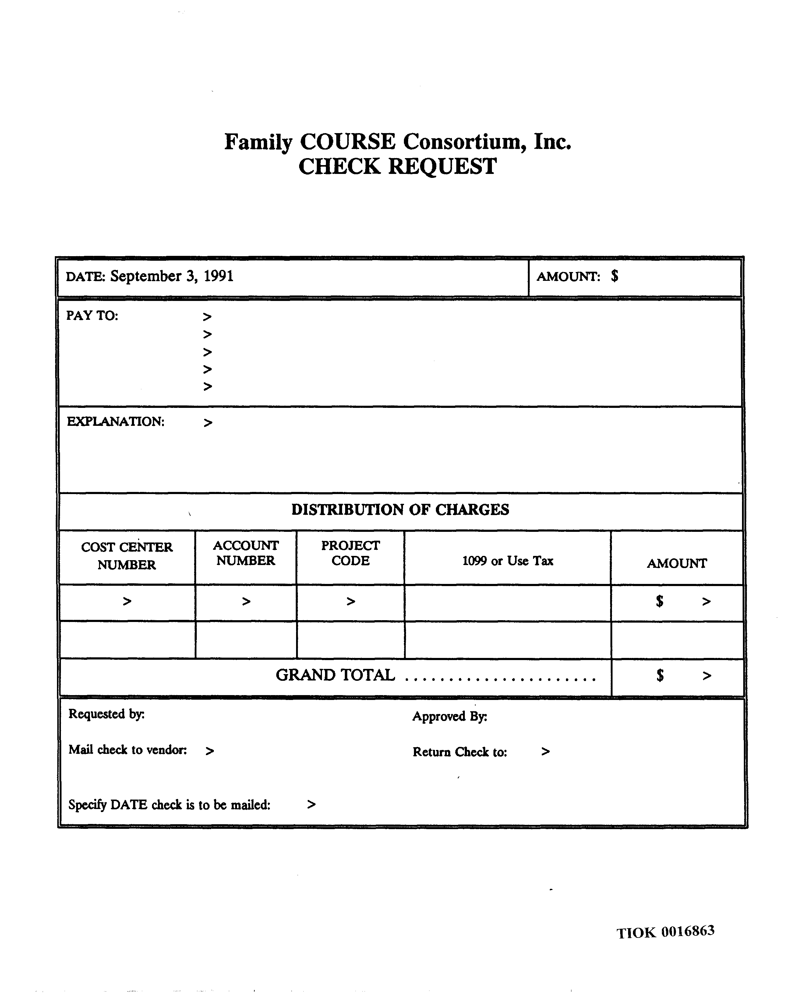 Family COURSE Consortium, Inc.
CHECK REQUEST
DATE: September 3, 1991 AMOUNT: $
PAY TO: >
>
>
>
>
EXPLANATION: >
DISTRIBUTION OF CHARGES
COST CENTER NUMBER ACCOUNT NUMBER PROJECT CODE 1099 or Use Tax AMOUNT
> > > $ >
GRAND TOTAL ...................... $ >
Requested by: Approved By:
Mail check to vendor: > Return Check to: >
Specify DATE check is to be mailed: >
TIOK 0016863